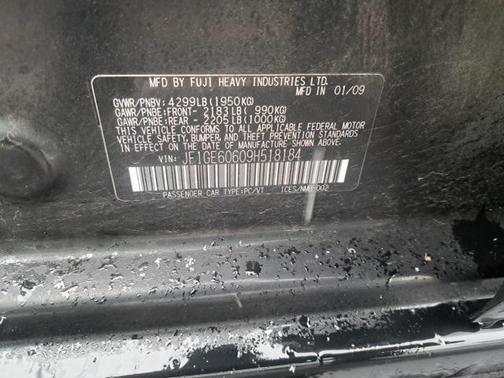 MFD BY FUJI HEAVY INDUSTRIES LTD.
MFD IN 01/09
GVWR/PNBV: 4299LB(1950KG)
GAWR/PNBE:FRONT- 2183LB( 990KG)
GAWR/PNBE:REAR - 2205LB(1000KG)
THIS VEHICLE CONFORMS TO ALL APPLICABLE FEDERAL MOTOR
VEHICLE SAFETY, BUMPER, AND THEFT PREVENTION STANDARDS
IN EFFECT ON THE DATE OF MANUFACTURE SHOWN ABOVE.
VIN: JF1GE60609H518184
PASSENGER CAR TYPE:PC/VT ICES/NMB-002